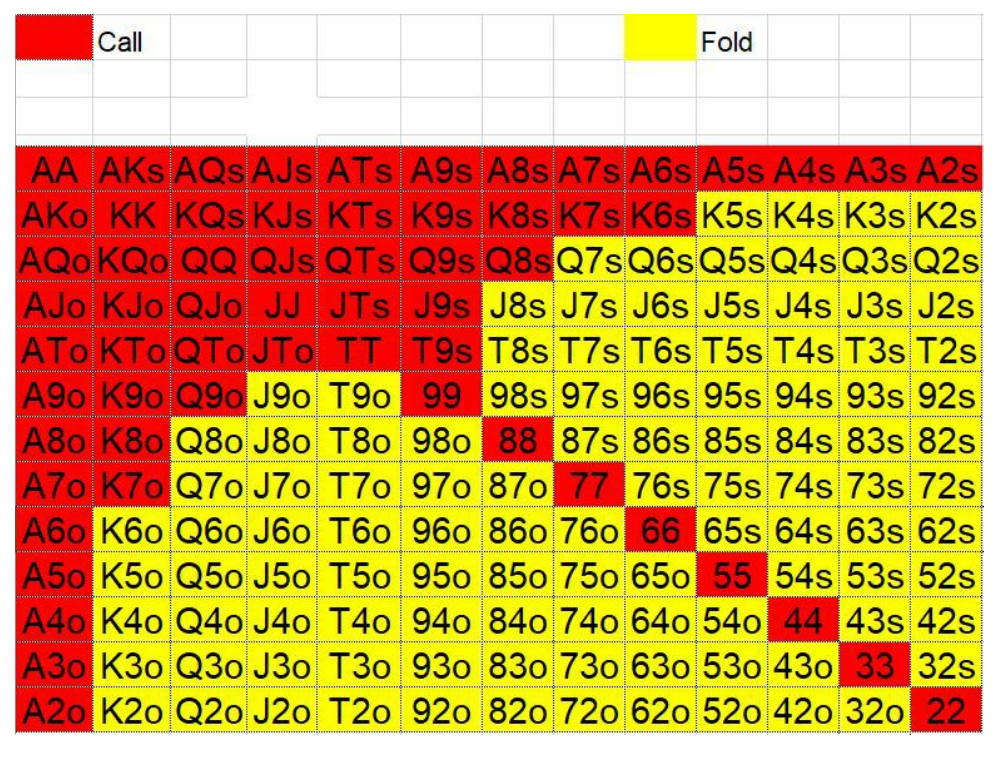 Call Fold
AA AKs AQs AJs ATs A9s A8s A7s A6s A5s A4s A3s A2s
AKo KK KQs KJs KTs K9s K8s K7s K6s K5s K4s K3s K2s
AQo KQo QQ QJs QTs Q9s Q8s Q7s Q6s Q5s Q4s Q3s Q2s
AJo KJo QJo JJ JTs J9s J8s J7s J6s J5s J4s J3s J2s
ATo KTo QTo JTo TT T9s T8s T7s T6s T5s T4s T3s T2s
A9o K9o Q9o J9o T9o 99 98s 97s 96s 95s 94s 93s 92s
A8o K8o Q8o J8o T8o 98o 88 87s 86s 85s 84s 83s 82s
A7o K7o Q7o J7o T7o 97o 87o 77 76s 75s 74s 73s 72s
A6o K6o Q6o J6o T6o 96o 86o 76o 66 65s 64s 63s 62s
A5o K5o Q5o J5o T5o 95o 85o 75o 65o 55 54s 53s 52s
A4o K4o Q4o J4o T4o 94o 84o 74o 64o 54o 44 43s 42s
A3o K3o Q3o J3o T3o 93o 83o 73o 63o 53o 43o 33 32s
A2o K2o Q2o J2o T2o 92o 82o 72o 62o 52o 42o 32o 22